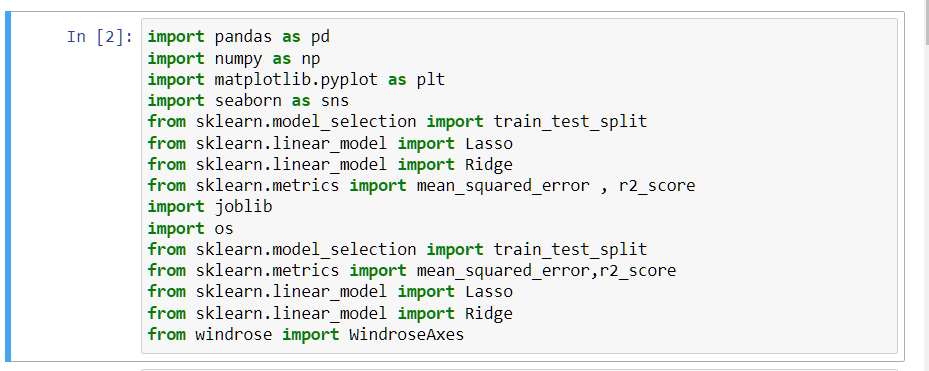 In [2]:
import pandas as pd
import numpy as np
import matplotlib.pyplot as plt
import seaborn as sns
from sklearn.model_selection import train_test_split
from sklearn.linear_model import Lasso
from sklearn.linear_model import Ridge
from sklearn.metrics import mean_squared_error , r2_score
import joblib
import os
from sklearn.model_selection import train_test_split
from sklearn.metrics import mean_squared_error,r2_score
from sklearn.linear_model import Lasso
from sklearn.linear_model import Ridge
from windrose import WindroseAxes